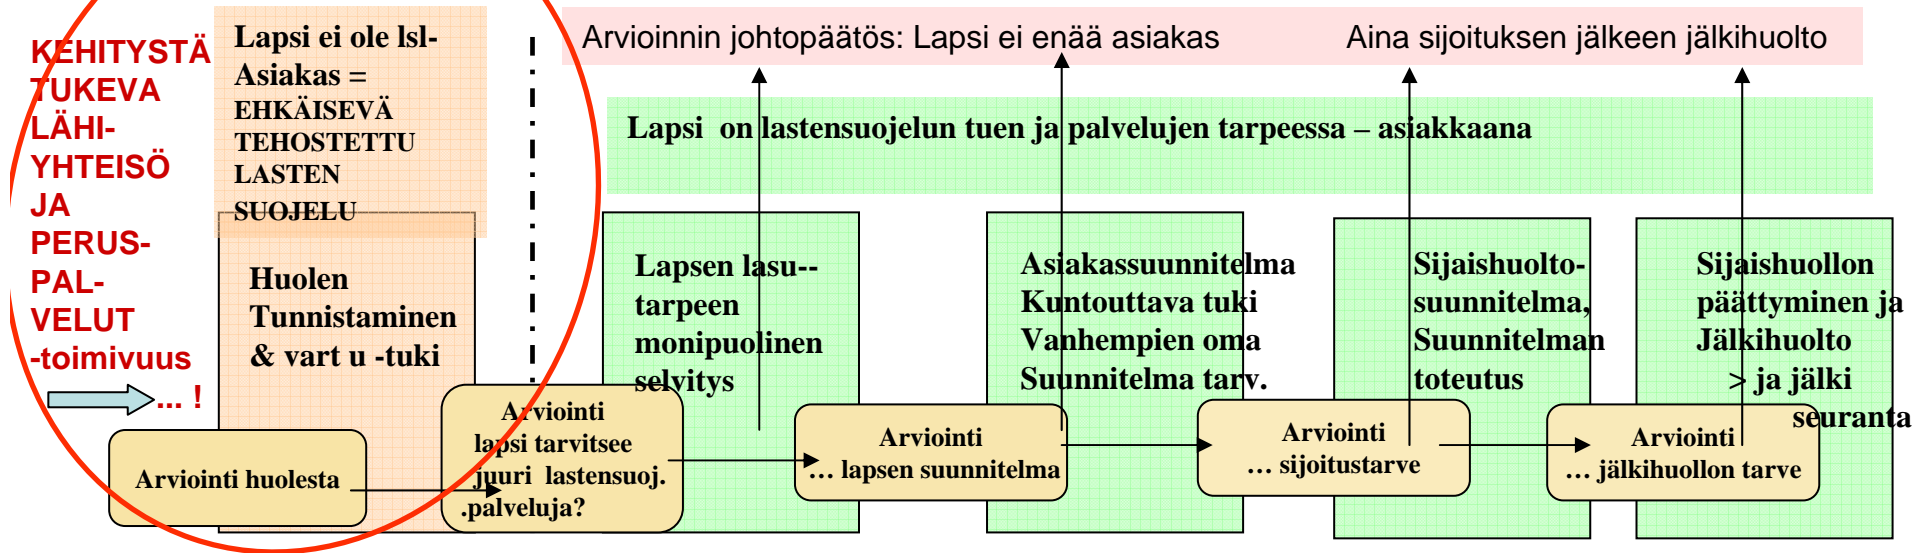 KEHITYSTÄ
TUKEVA
LÄHI-
YHTEISÖ
JA
PERUS-
PAL-
VELUT
-toimivuus
... !
Lapsi ei ole lsl-
Asiakas =
EHKÄISEVÄ
TEHOSTETTU
LASTEN
SUOJELU
Huolen
Tunnistaminen
& vart u -tuki
Arviointi huolesta
Arviointi
lapsi tarvitsee
juuri lastensuoj.
.palveluja?
Arvioinnin johtopäätös: Lapsi ei enää asiakas
Aina sijoituksen jälkeen jälkihuolto
Lapsi on lastensuojelun tuen ja palvelujen tarpeessa – asiakkaana
Lapsen lasu--
tarpeen
monipuolinen
selvitys
Arviointi
… lapsen suunnitelma
Asiakassuunnitelma
Kuntouttava tuki
Vanhempien oma
Suunnitelma tarv.
Arviointi
… sijoitustarve
Sijaishuolto-
suunnitelma,
Suunnitelman
toteutus
Arviointi
… jälkihuollon tarve
Sijaishuollon
päättyminen ja
Jälkihuolto
> ja jälki
seuranta